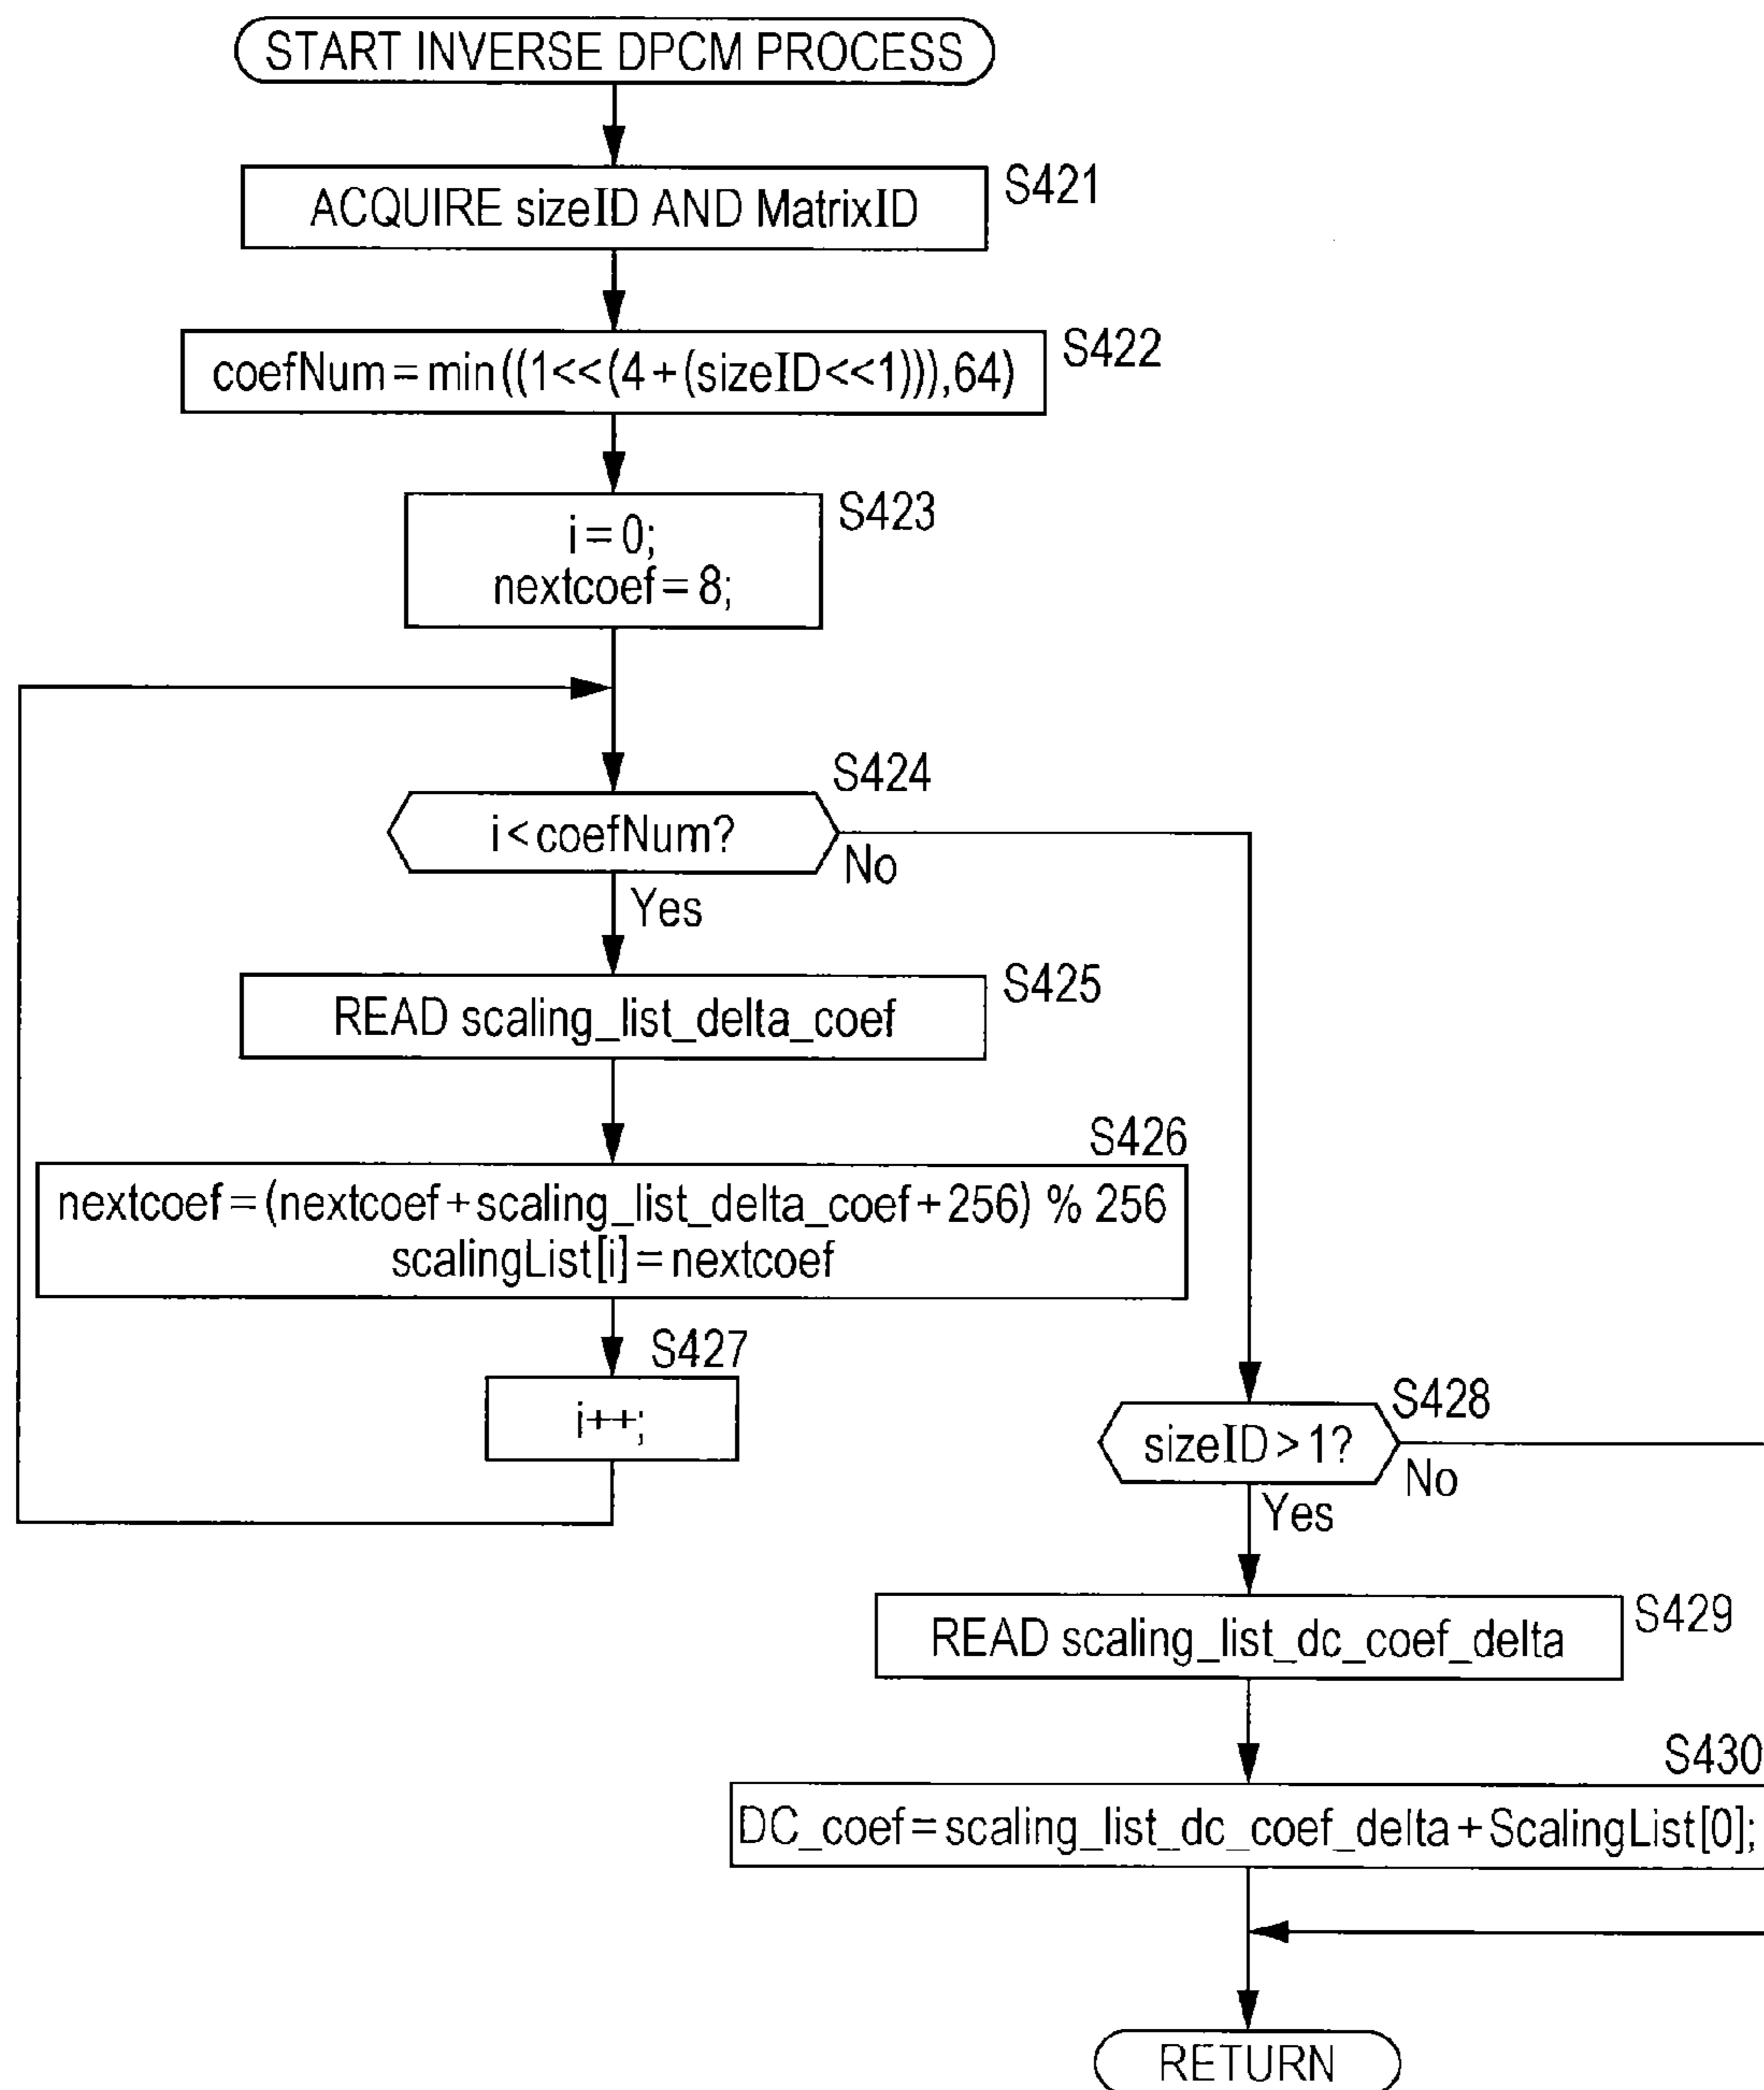 START INVERSE DPCM PROCESS
ACQUIRE sizeID AND MatrixID
S421
coefNum=min((1<<(4+(sizeID<<1))),64)
S422
i=0;
nextcoef=8;
S423
S424
i<coefNum?
No
Yes
READ scaling_list_delta_coef
S425
S426
nextcoef=(nextcoef+scaling_list_delta_coef+256) % 256
scalingList[i]=nextcoef
S427
i++;
S428
sizeID>1?
No
Yes
READ scaling_list_dc_coef_delta
S429
S430
DC_coef=scaling_list_dc_coef_delta+ScalingList[0];
RETURN